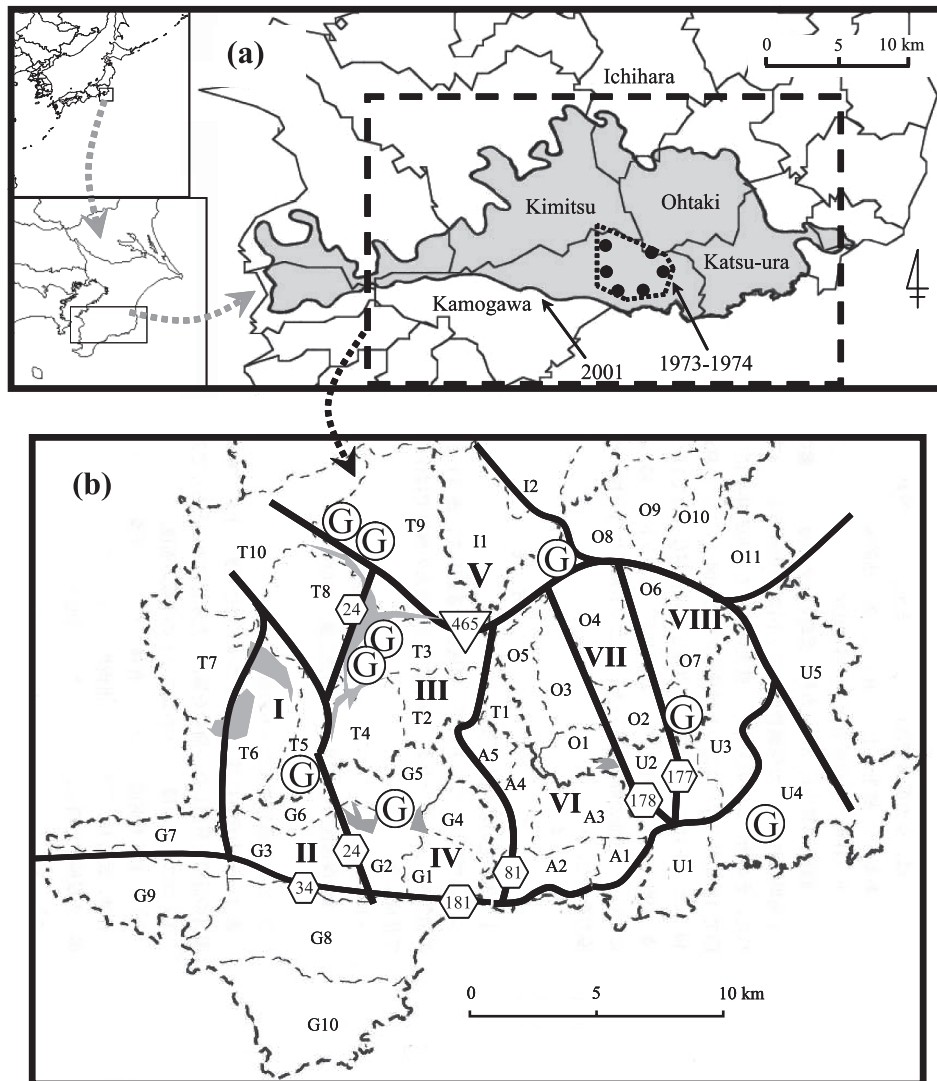 (a)
0 5 10 km
Ichihara
Kimitsu
Ohtaki
Katsu-ura
Kamogawa
2001
1973-1974
(b)
I2
O9
O10
G
G
T9
I1
G
O8
O11
T10
V
T8
24
465
O6
O4
VIII
G
G
T3
O5
VII
O7
T7
III
O3
U5
I
T2
T1
O2
G
T6
T5
T4
O1
U3
A5
U2
G
G5
A4
177
178
U4
G
G4
VI
G
G6
A3
G7
G3
II
24
G2
IV
G1
81
A2
A1
U1
G9
34
181
G8
0 5 10 km
G10